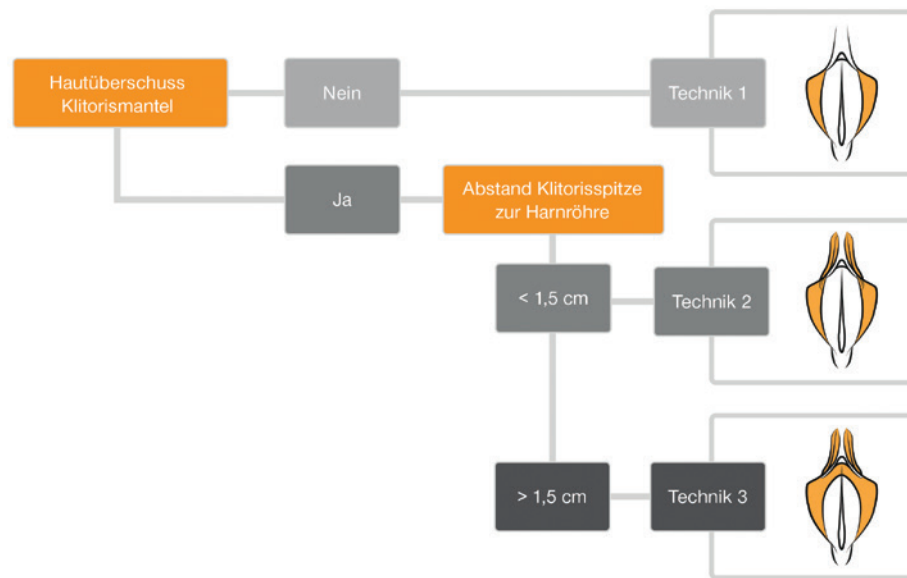 Hautüberschuss
Klitorismantel
Nein
Technik 1
Ja
Abstand Klitorisspitze
zur Harnröhre
< 1,5 cm
Technik 2
> 1,5 cm
Technik 3